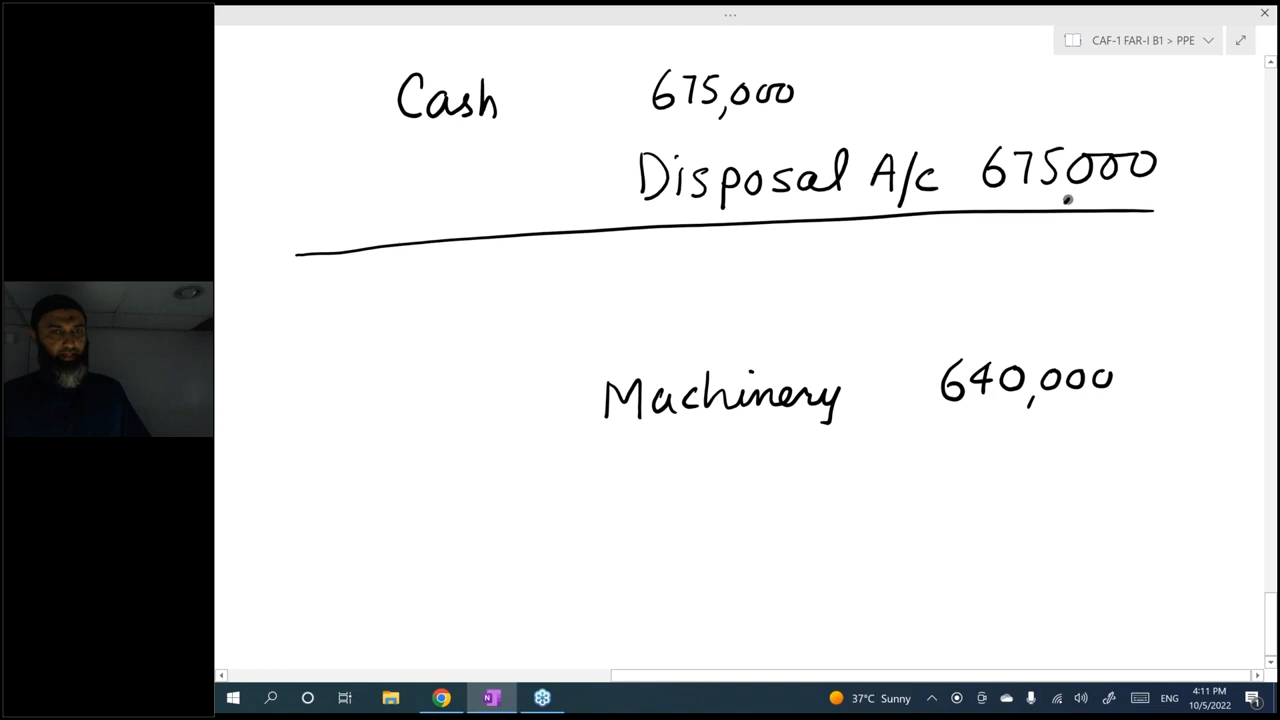 CAF-1 FAR-I B1 > PPE
Cash 675,000
Disposal A/c 675000
Machinery 640,000
37°C Sunny
ENG
4:11 PM
10/5/2022
1